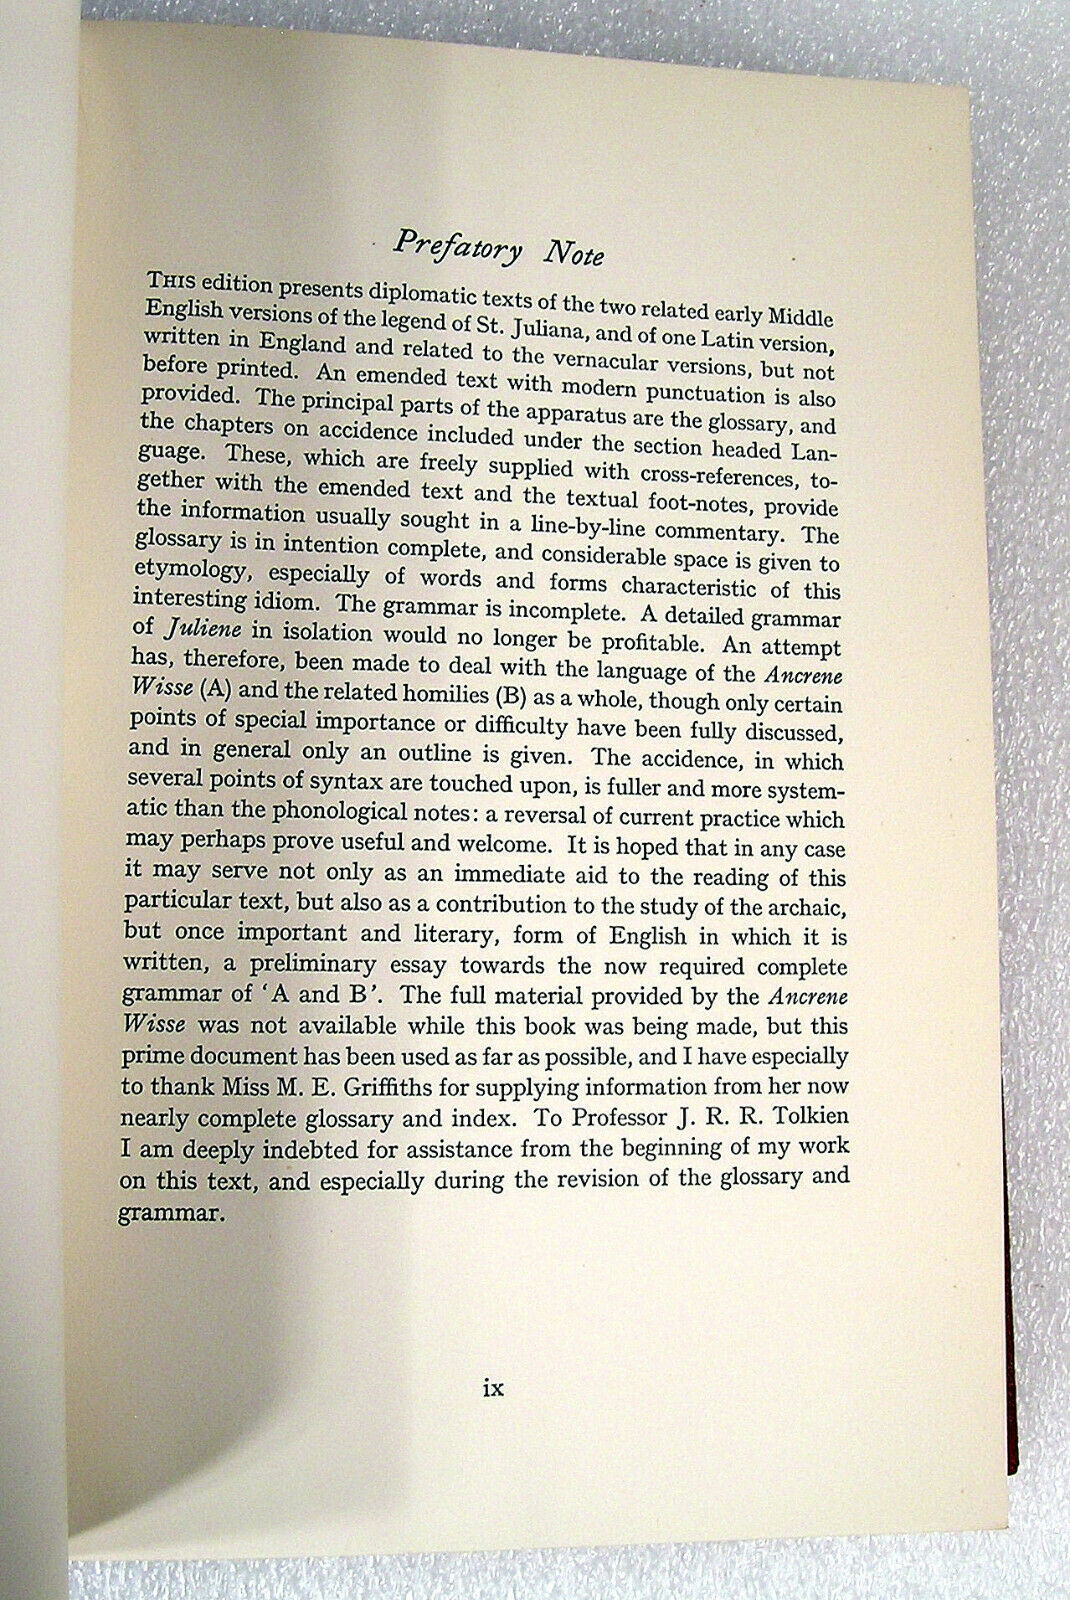 Prefatory Note
THIS edition presents diplomatic texts of the two related early Middle
English versions of the legend of St. Juliana, and of one Latin version,
written in England and related to the vernacular versions, but not
before printed. An emended text with modern punctuation is also
provided. The principal parts of the apparatus are the glossary, and
the chapters on accidence included under the section headed Lan-
guage. These, which are freely supplied with cross-references, to-
gether with the emended text and the textual foot-notes, provide
the information usually sought in a line-by-line commentary. The
glossary is in intention complete, and considerable space is given to
etymology, especially of words and forms characteristic of this
interesting idiom. The grammar is incomplete. A detailed grammar
of Juliene in isolation would no longer be profitable. An attempt
has, therefore, been made to deal with the language of the Ancrene
Wisse (A) and the related homilies (B) as a whole, though only certain
points of special importance or difficulty have been fully discussed,
and in general only an outline is given. The accidence, in which
several points of syntax are touched upon, is fuller and more system-
atic than the phonological notes: a reversal of current practice which
may perhaps prove useful and welcome. It is hoped that in any case
it may serve not only as an immediate aid to the reading of this
particular text, but also as a contribution to the study of the archaic,
but once important and literary, form of English in which it is
written, a preliminary essay towards the now required complete
grammar of ‘A and B’. The full material provided by the Ancrene
Wisse was not available while this book was being made, but this
prime document has been used as far as possible, and I have especially
to thank Miss M. E. Griffiths for supplying information from her now
nearly complete glossary and index. To Professor J. R. R. Tolkien
I am deeply indebted for assistance from the beginning of my work
on this text, and especially during the revision of the glossary and
grammar.
ix